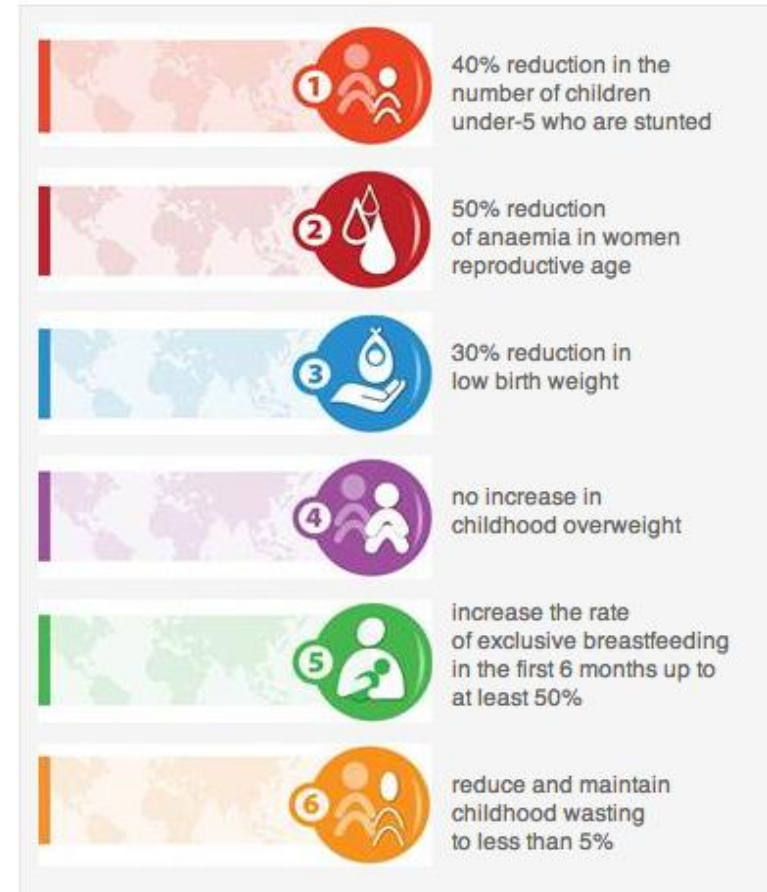 1
40% reduction in the
number of children
under-5 who are stunted
2
50% reduction
of anaemia in women
reproductive age
3
30% reduction in
low birth weight
4
no increase in
childhood overweight
5
increase the rate
of exclusive breastfeeding
in the first 6 months up to
at least 50%
6
reduce and maintain
childhood wasting
to less than 5%